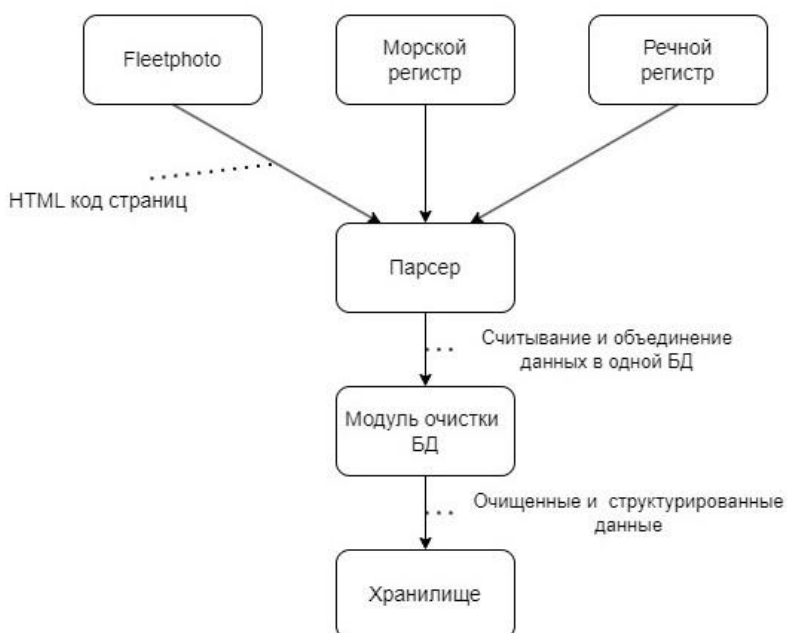 Fleetphoto
Морской
регистр
Речной
регистр
HTML код страниц
Парсер
Считывание и объединение
данных в одной БД
Модуль очистки
БД
Очищенные и структурированные
данные
Хранилище